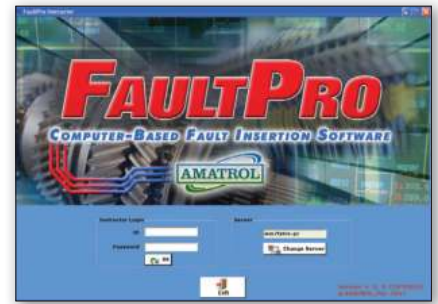 FaultPro Instructor
FAULTPRO
COMPUTER-BASED FAULT INSERTION SOFTWARE
AMATROL
Instructor Login
Server
ID
Password
OK
Change Server
Exit